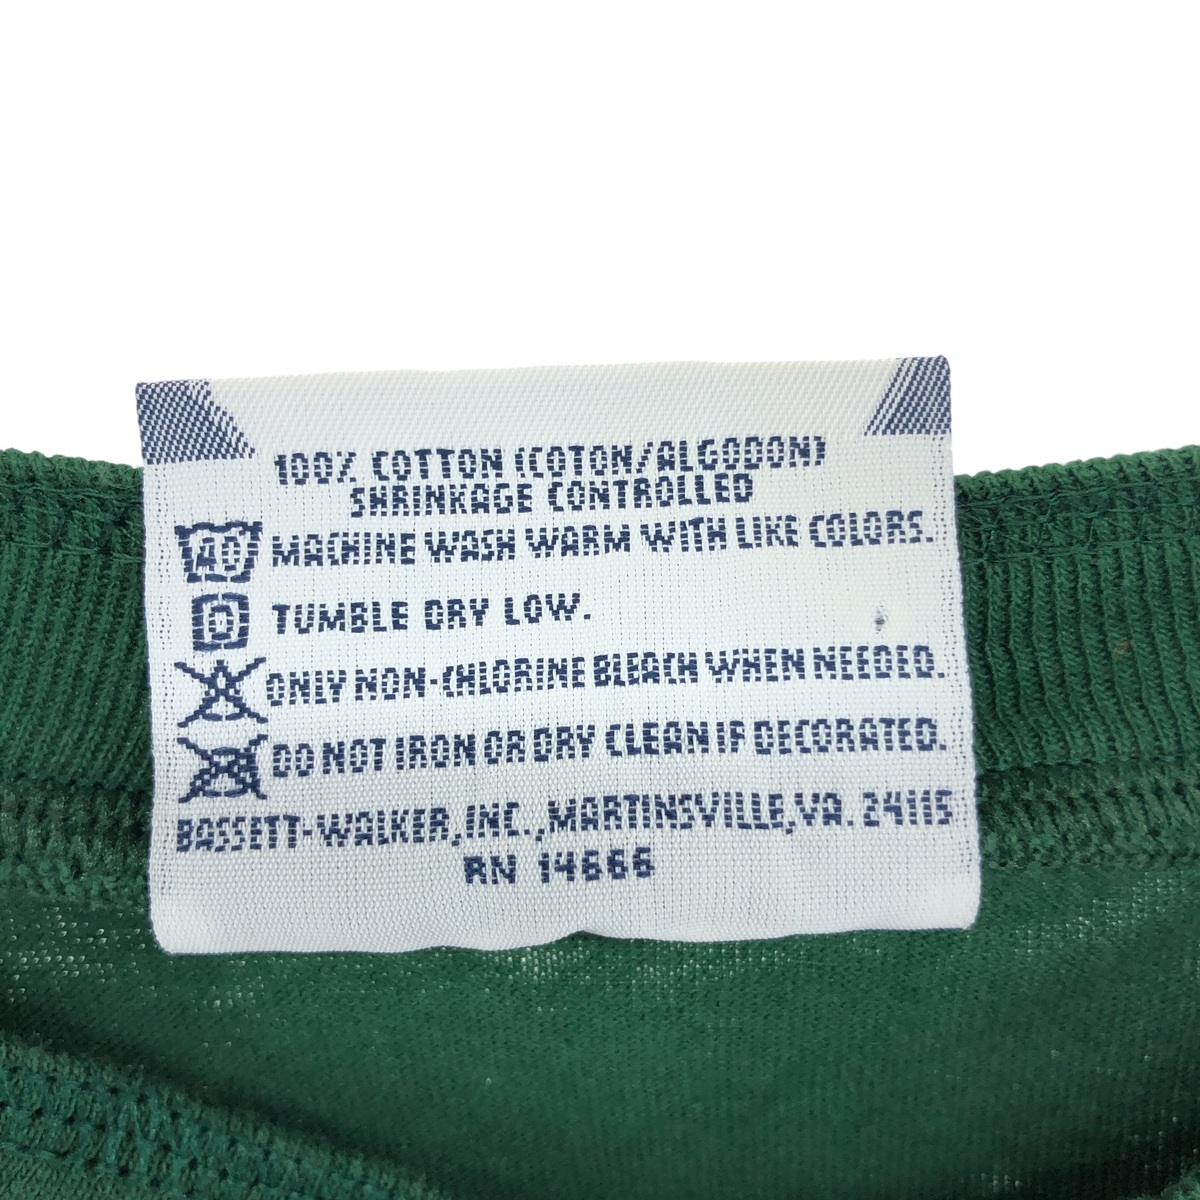 100% COTTON (COTON/ALGODON)
SHRINKAGE CONTROLLED
40 MACHINE WASH WARM WITH LIKE COLORS.
TUMBLE DRY LOW.
ONLY NON-CHLORINE BLEACH WHEN NEEDED.
DO NOT IRON OR DRY CLEAN IF DECORATED.
BASSETT-WALKER, INC., MARTINSVILLE, VA. 24115
RN 14666